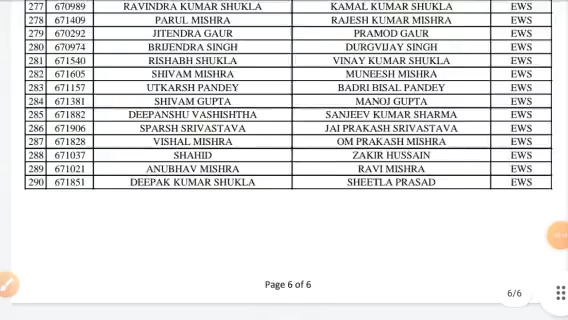 277 670989 RAVINDRA KUMAR SHUKLA KAMAL KUMAR SHUKLA EWS
278 671409 PARUL MISHRA RAJESH KUMAR MISHRA EWS
279 670292 JITENDRA GAUR PRAMOD GAUR EWS
280 670974 BRIJENDRA SINGH DURGVIJAY SINGH EWS
281 671540 RISHABH SHUKLA VINAY KUMAR SHUKLA EWS
282 671605 SHIVAM MISHRA MUNEESH MISHRA EWS
283 671157 UTKARSH PANDEY BADRI BISAL PANDEY EWS
284 671381 SHIVAM GUPTA MANOJ GUPTA EWS
285 671882 DEEPANSHU VASHISHTHA SANJEEV KUMAR SHARMA EWS
286 671906 SPARSH SRIVASTAVA JAI PRAKASH SRIVASTAVA EWS
287 671828 VISHAL MISHRA OM PRAKASH MISHRA EWS
288 671037 SHAHID ZAKIR HUSSAIN EWS
289 671021 ANUBHAV MISHRA RAVI MISHRA EWS
290 671851 DEEPAK KUMAR SHUKLA SHEETLA PRASAD EWS
Page 6 of 6
6/6